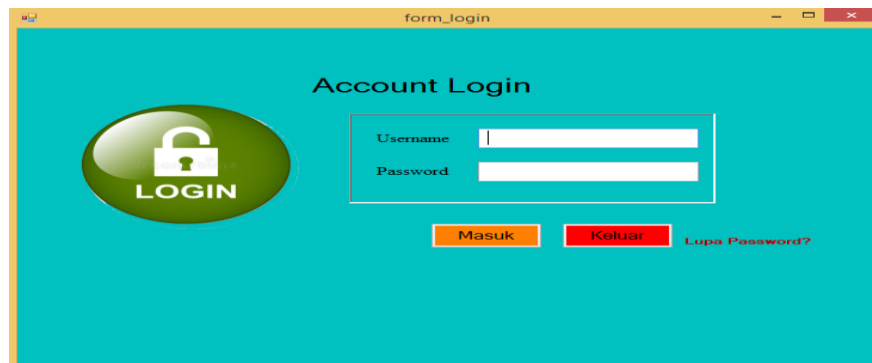 form_login
Account Login
Username
Password
LOGIN
Masuk
Keluar
Lupa Password?